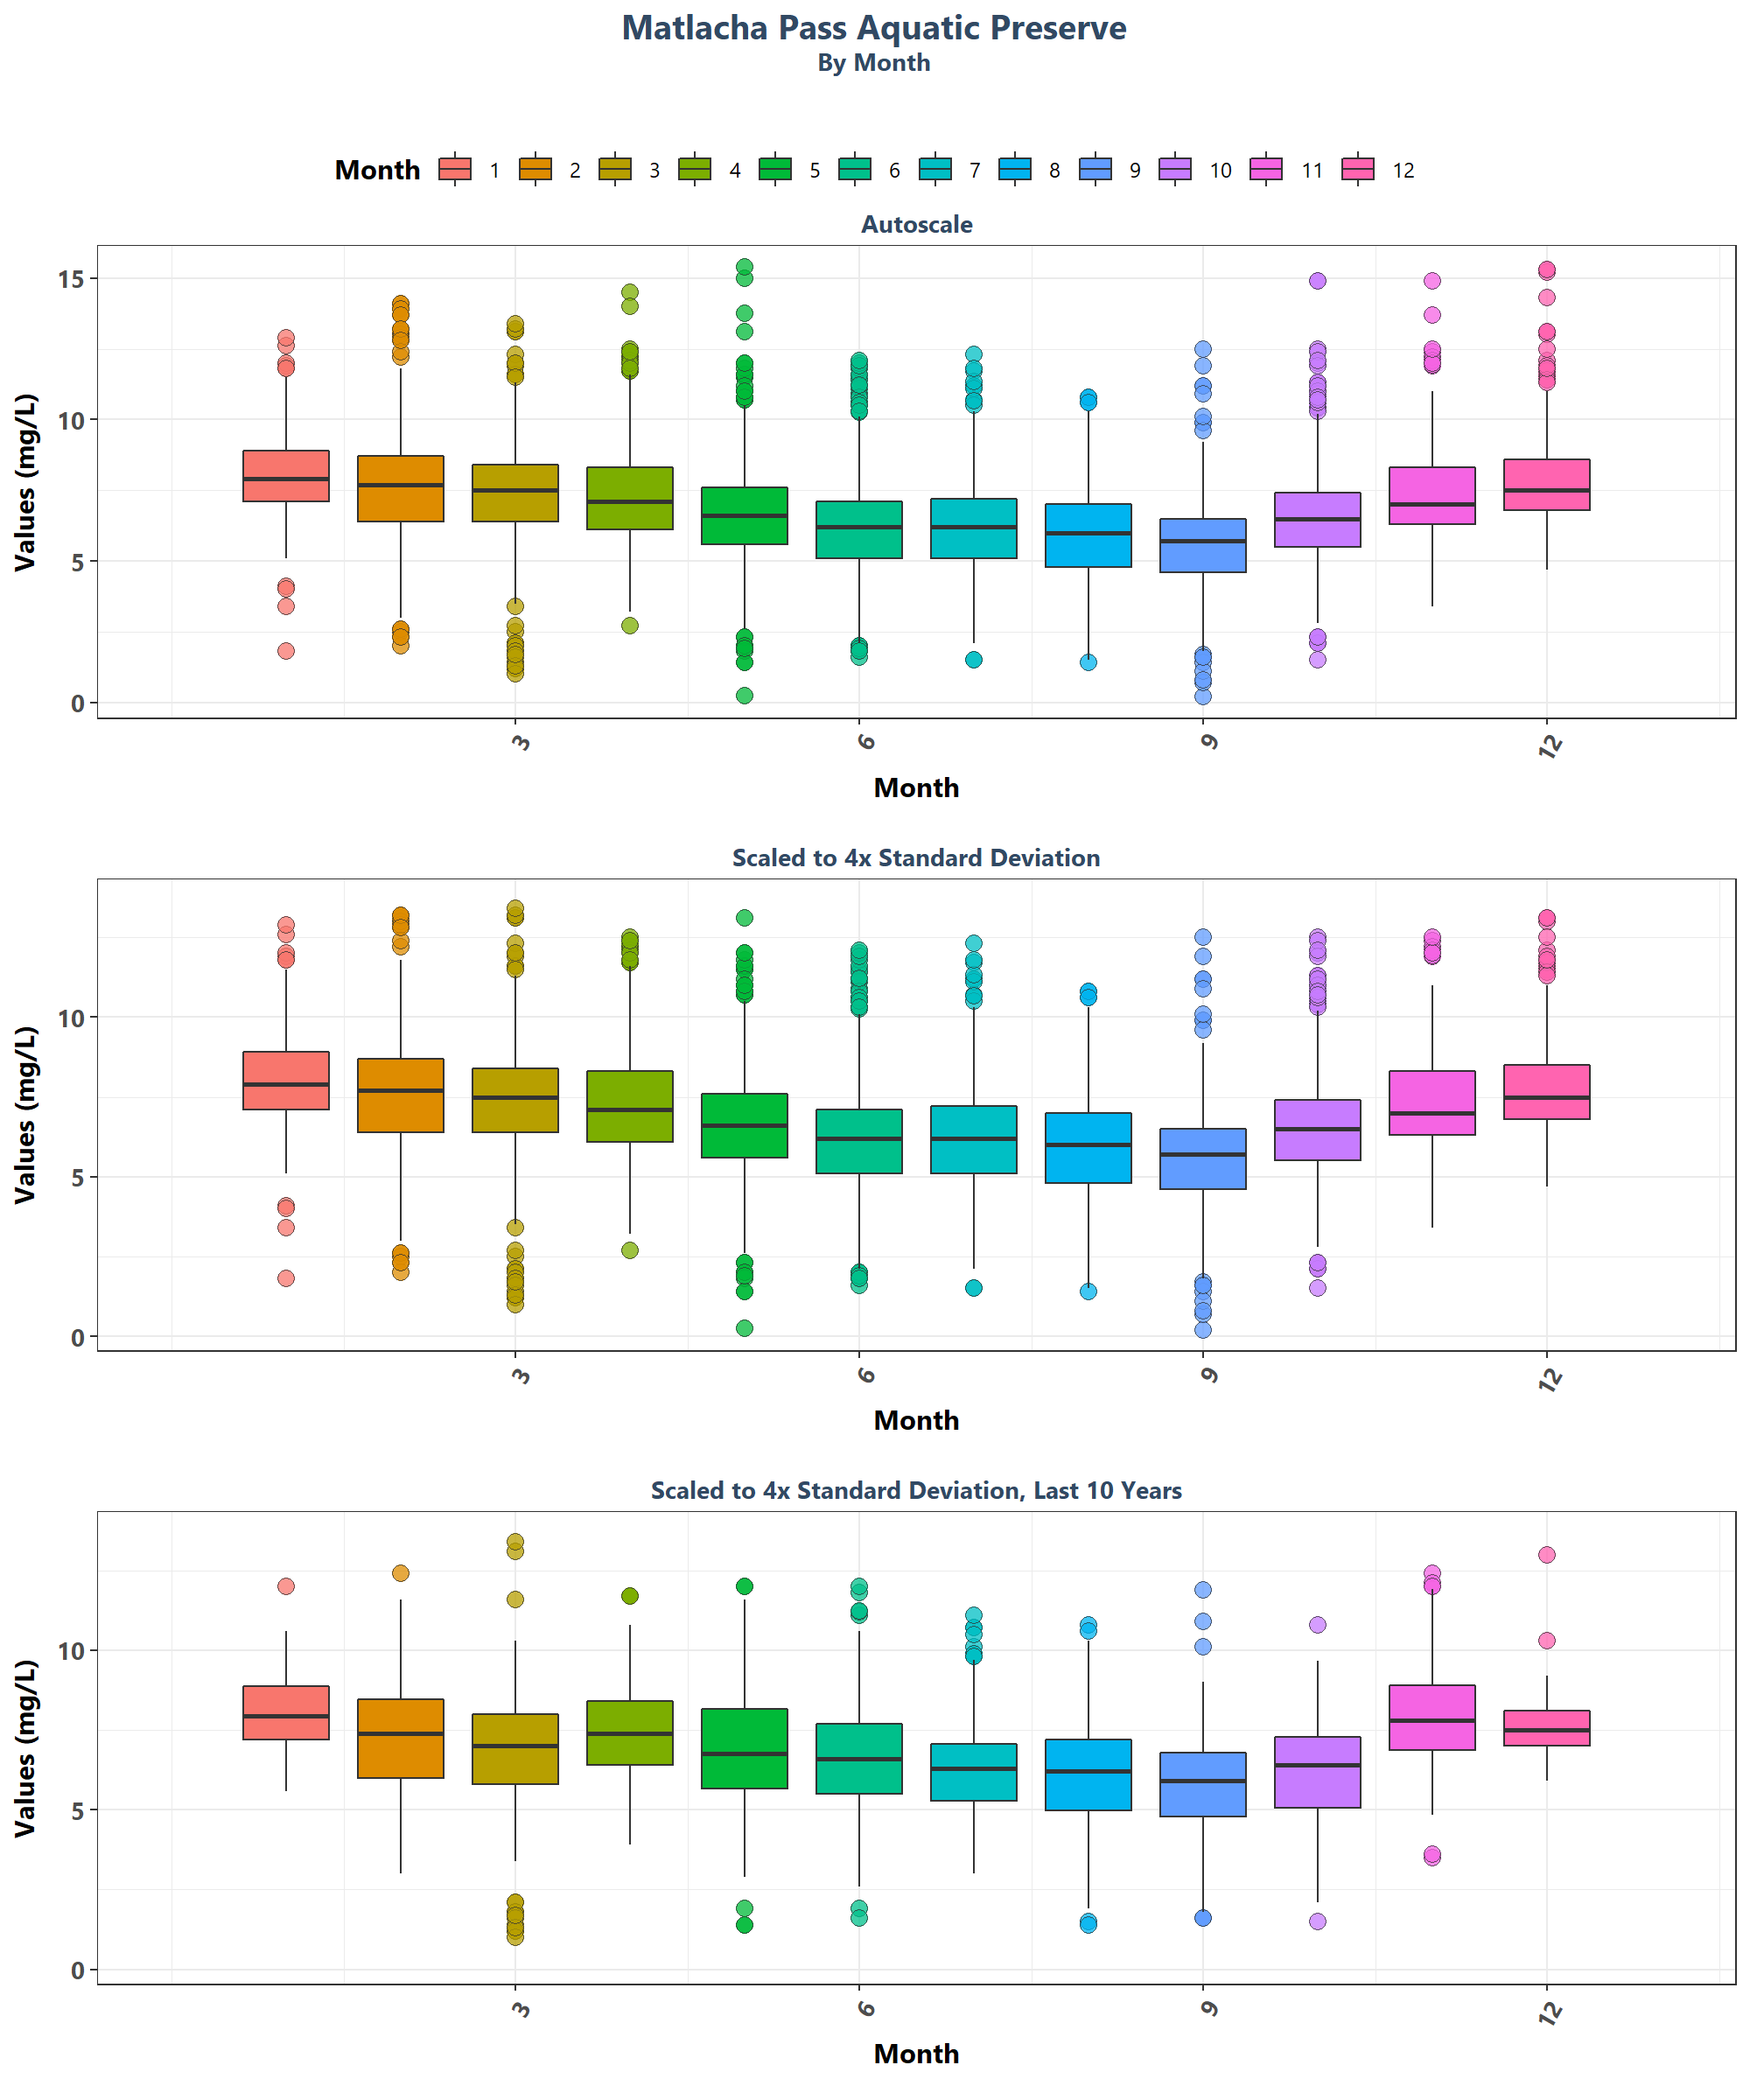 Matlacha Pass Aquatic Preserve
By Month
Month 1 2 3 4 5 6 7 8 9 10 11 12
Autoscale
Values (mg/L)
15
10
5
0
3 6 9 12
Month
Scaled to 4x Standard Deviation
Values (mg/L)
10
5
0
3 6 9 12
Month
Scaled to 4x Standard Deviation, Last 10 Years
Values (mg/L)
10
5
0
3 6 9 12
Month